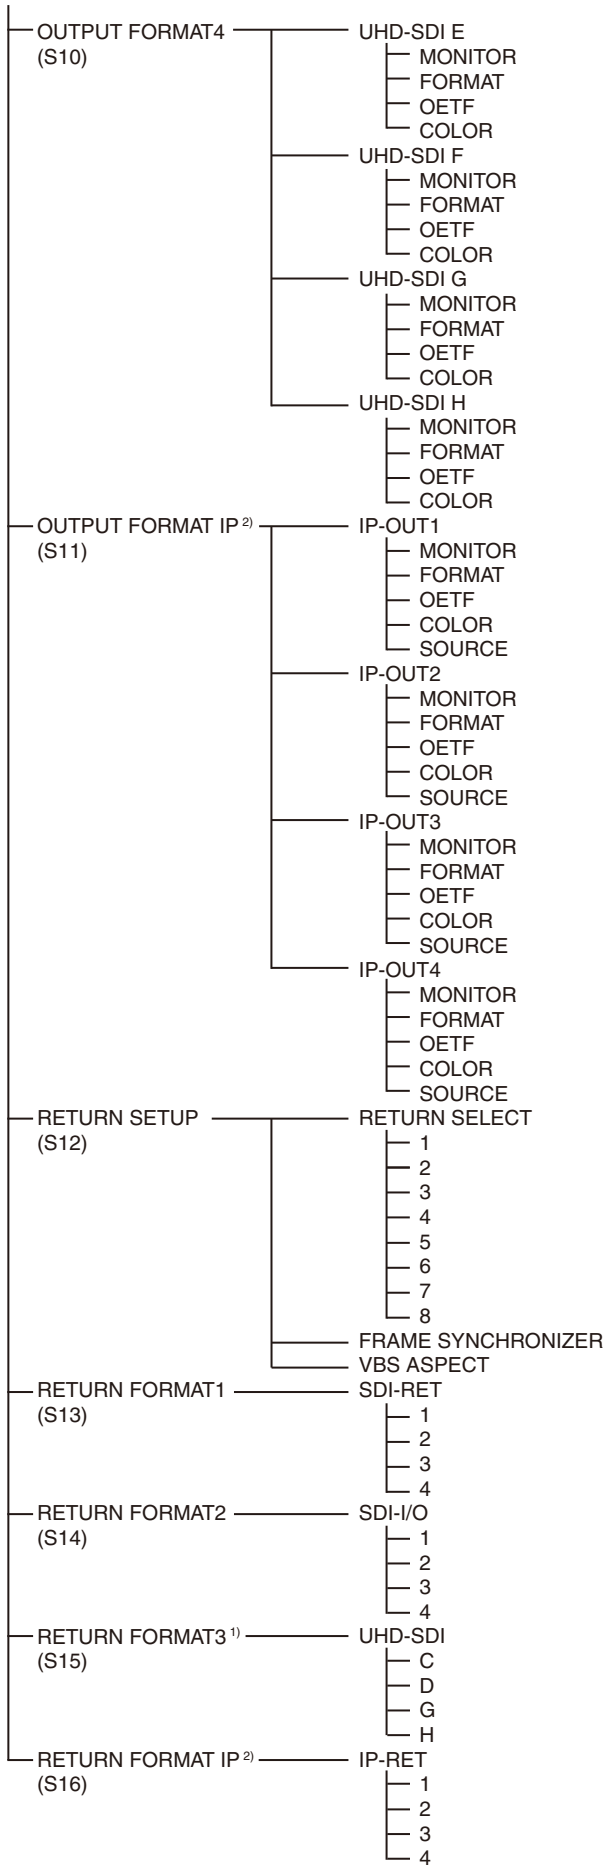 OUTPUT FORMAT4 UHD-SDI E
(S10) MONITOR
FORMAT
OETF
COLOR
UHD-SDI F
MONITOR
FORMAT
OETF
COLOR
UHD-SDI G
MONITOR
FORMAT
OETF
COLOR
UHD-SDI H
MONITOR
FORMAT
OETF
COLOR
OUTPUT FORMAT IP 2) IP-OUT1
(S11) MONITOR
FORMAT
OETF
COLOR
SOURCE
IP-OUT2
MONITOR
FORMAT
OETF
COLOR
SOURCE
IP-OUT3
MONITOR
FORMAT
OETF
COLOR
SOURCE
IP-OUT4
MONITOR
FORMAT
OETF
COLOR
SOURCE
RETURN SETUP RETURN SELECT
(S12) 1
2
3
4
5
6
7
8
FRAME SYNCHRONIZER
VBS ASPECT
RETURN FORMAT1 SDI-RET
(S13) 1
2
3
4
RETURN FORMAT2 SDI-I/O
(S14) 1
2
3
4
RETURN FORMAT3 1) UHD-SDI
(S15) C
D
G
H
RETURN FORMAT IP 2) IP-RET
(S16) 1
2
3
4